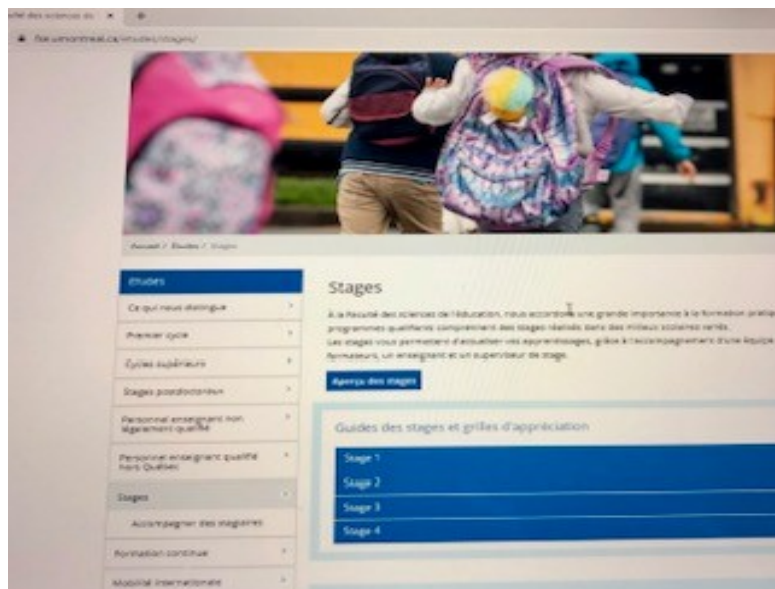 fse.umontreal.ca/etudes/stages/
Accueil / Études / Stages
Études
Ce qui nous distingue
Premier cycle
Cycles supérieurs
Stages postdoctoraux
Personnel enseignant non
légalement qualifié
Personnel enseignant qualifié
hors Québec
Stages
Accompagner des stagiaires
Formation continue
Mobilité internationale
Stages
À la Faculté des sciences de l'éducation, nous accordons une grande importance à la formation
programmes qualifiants comprennent des stages réalisés dans des milieux scolaires variés.
Les stages vous permettent d'actualiser vos apprentissages, grâce à l'accompagnement d'une équipe
formateurs, un enseignant et un superviseur de stage.
Aperçu des stages
Guides des stages et grilles d'appréciation
Stage 1
Stage 2
Stage 3
Stage 4